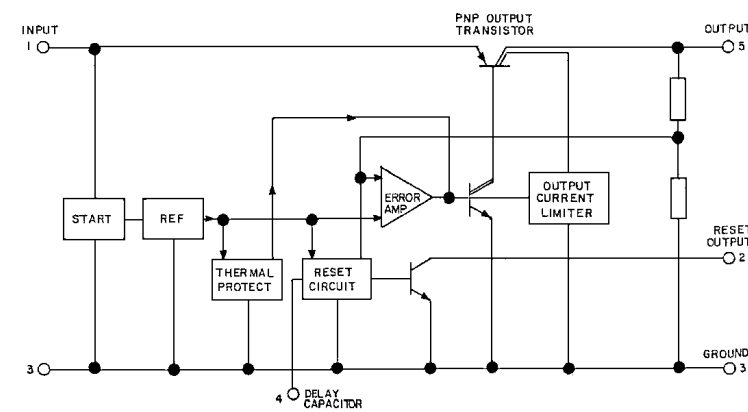 PNP OUTPUT
TRANSISTOR
INPUT
1
OUTPUT
5
START
REF
ERROR
AMP
OUTPUT
CURRENT
LIMITER
THERMAL
PROTECT
RESET
CIRCUIT
RESET
OUTPUT
2
3
GROUND
3
4
DELAY
CAPACITOR